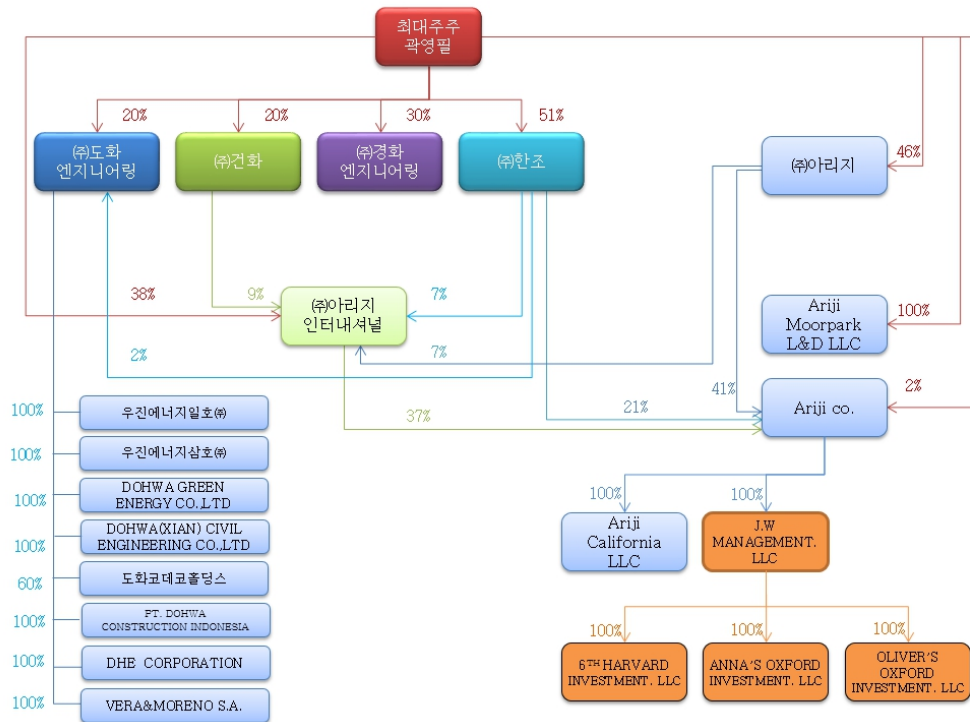 최대주주
곽영필
20%
20%
30%
51%
㈜도화
엔지니어링
㈜건화
㈜경화
엔지니어링
㈜한조
㈜아리지
46%
38%
9%
㈜아리지
인터내셔널
7%
Ariji
Moorpark
L&D LLC
100%
2%
7%
41%
Ariji co.
2%
37%
21%
100%
우진에너지일호㈜
100%
우진에너지삼호㈜
100%
DOHWA GREEN
ENERGY CO.,LTD
100%
DOHWA(XIAN) CIVIL
ENGINEERING CO.,LTD
60%
도화코데코홀딩스
100%
PT. DOHWA
CONSTRUCTION INDONESIA
100%
DHE CORPORATION
100%
VERA&MORENO S.A.
100%
Ariji
California
LLC
100%
J.W
MANAGEMENT.
LLC
100%
6TH HARVARD
INVESTMENT. LLC
100%
ANNA'S OXFORD
INVESTMENT. LLC
100%
OLIVER'S
OXFORD
INVESTMENT. LLC